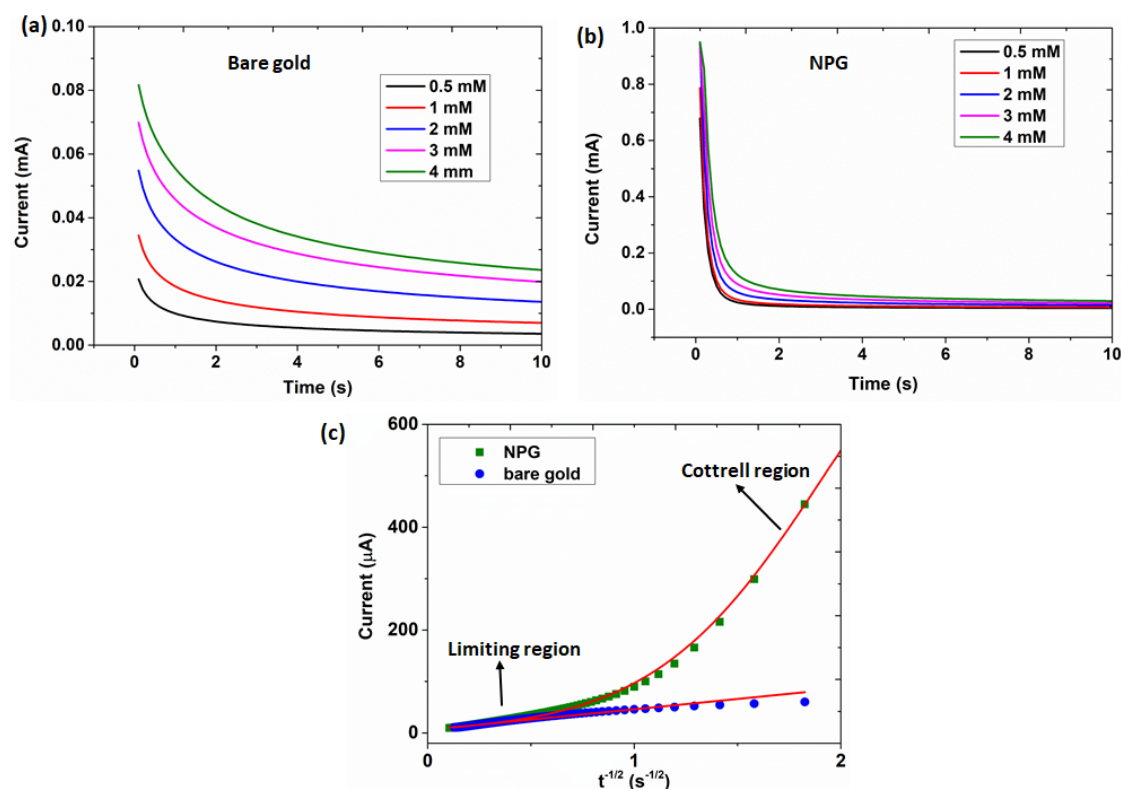 (a)
Bare gold
0.5 mM
1 mM
2 mM
3 mM
4 mm
Current (mA)
0.10
0.08
0.06
0.04
0.02
0.00
0 2 4 6 8 10
Time (s)
(b)
NPG
0.5 mM
1 mM
2 mM
3 mM
4 mM
Current (mA)
1.0
0.8
0.6
0.4
0.2
0.0
0 2 4 6 8 10
Time (s)
(c)
NPG
bare gold
Cottrell region
Limiting region
Current (μA)
600
400
200
0
0 1 2
t⁻¹/² (s⁻¹/²)